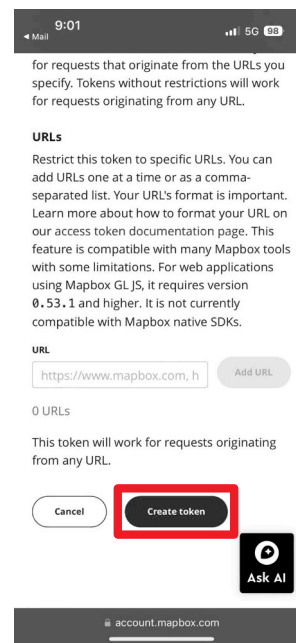 9:01
5G 98
◄ Mail
for requests that originate from the URLs you
specify. Tokens without restrictions will work
for requests originating from any URL.
URLs
Restrict this token to specific URLs. You can
add URLs one at a time or as a comma-
separated list. Your URL's format is important.
Learn more about how to format your URL on
our access token documentation page. This
feature is compatible with many Mapbox tools
with some limitations. For web applications
using Mapbox GL JS, it requires version
0.53.1 and higher. It is not currently
compatible with Mapbox native SDKs.
URL
https://www.mapbox.com, h
Add URL
0 URLs
This token will work for requests originating
from any URL.
Cancel
Create token
Ask AI
account.mapbox.com